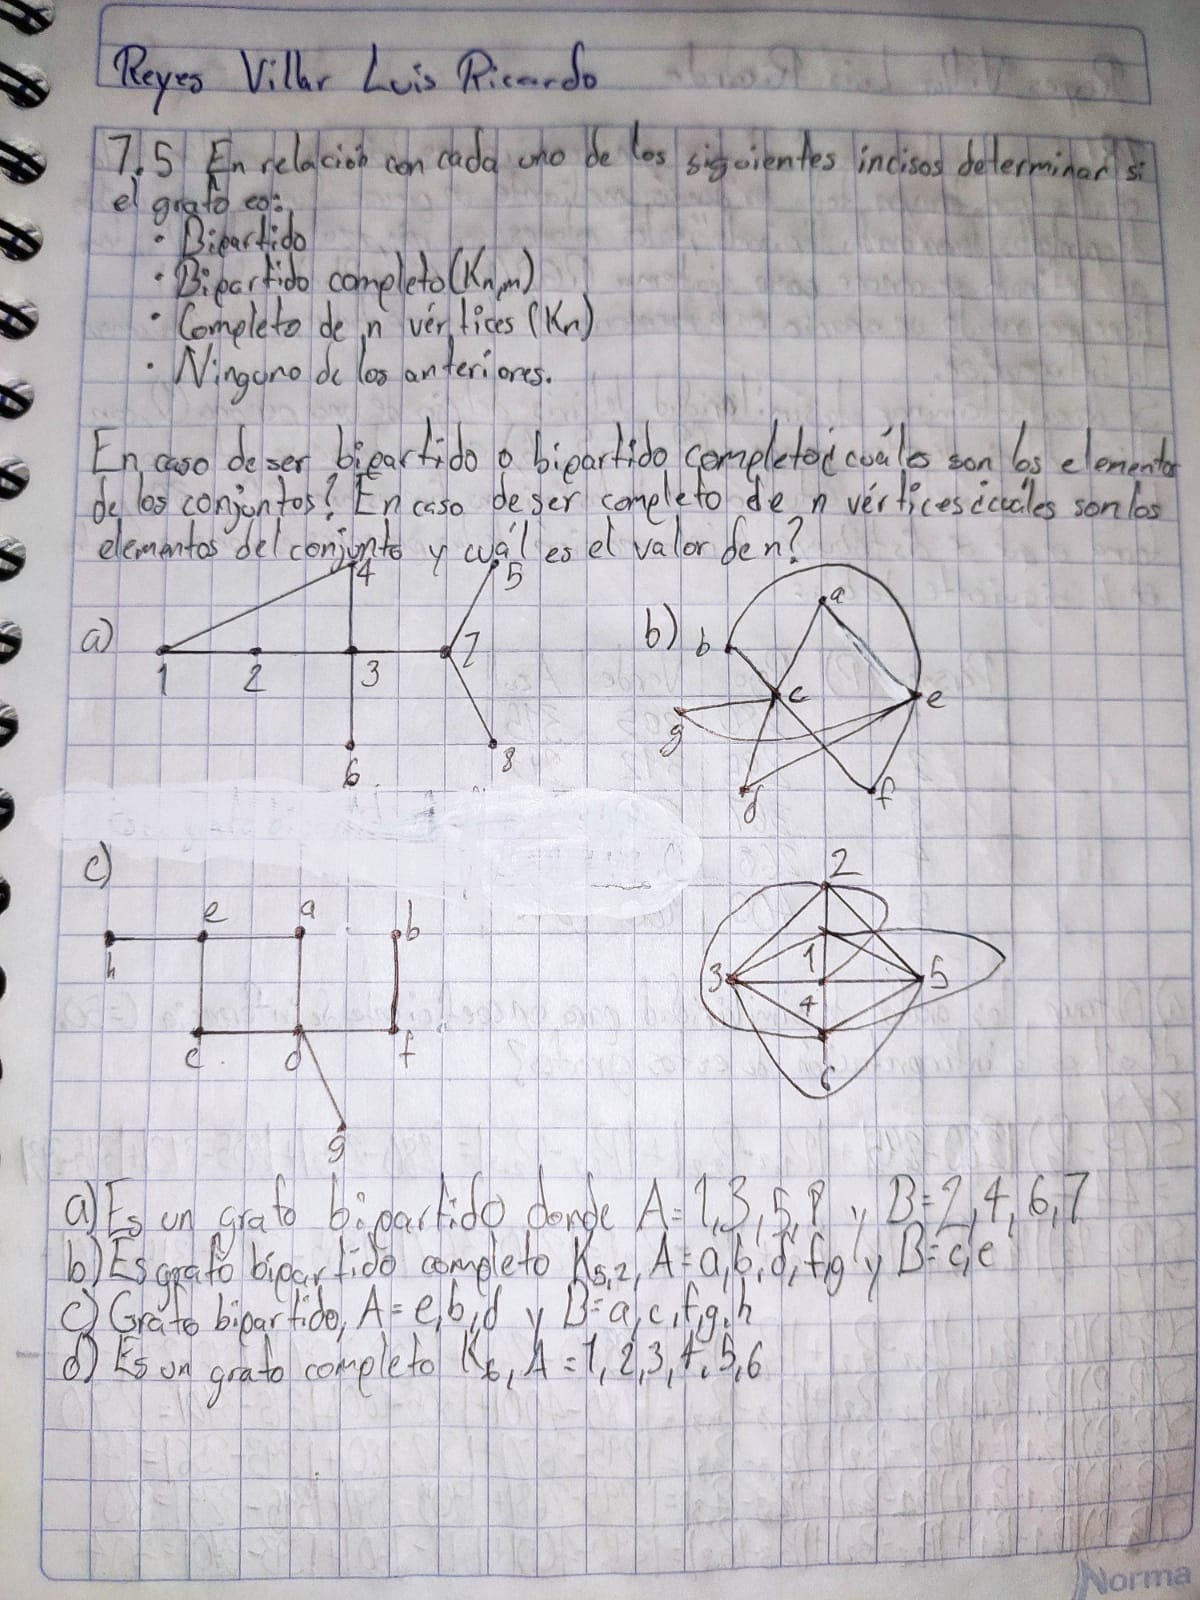 Reyes Villar Luis Ricardo
7.5 En relación con cada uno de los siguientes incisos determinar si
el grafo es:
· Bipartido
· Bipartido completo (Kn,m)
· Completo de n vértices (Kn)
· Ninguno de los anteriores.
En caso de ser bipartido o bipartido completo ¿cuáles son los elementos
de los conjuntos? En caso de ser completo de n vértices ¿cuáles son los
elementos del conjunto y cuál es el valor de n?
a) 1 2 3 4 5 6 7 8
b) a b c e g d f
c) e a b h c d f g
2 1 3 4 5 6
a) Es un grafo bipartido donde A = 1,3,5,8 y B = 2,4,6,7
b) Es grafo bipartido completo K5,2, A = a,b,d,f,g y B = c,e
c) Grafo bipartido, A = e,b,d y B = a,c,f,g,h
d) Es un grafo completo K6, A = 1,2,3,4,5,6
Norma